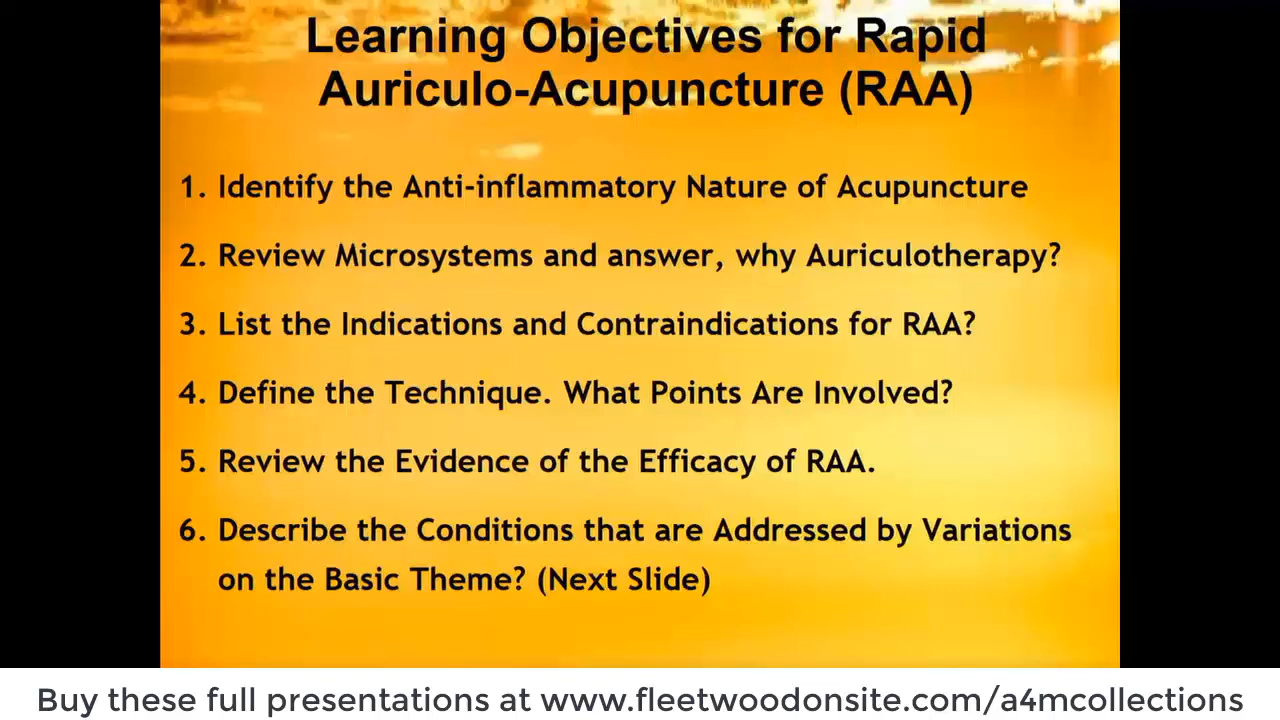 Learning Objectives for Rapid
Auriculo-Acupuncture (RAA)
1. Identify the Anti-inflammatory Nature of Acupuncture
2. Review Microsystems and answer, why Auriculotherapy?
3. List the Indications and Contraindications for RAA?
4. Define the Technique. What Points Are Involved?
5. Review the Evidence of the Efficacy of RAA.
6. Describe the Conditions that are Addressed by Variations
on the Basic Theme? (Next Slide)
Buy these full presentations at www.fleetwoodonsite.com/a4mcollections